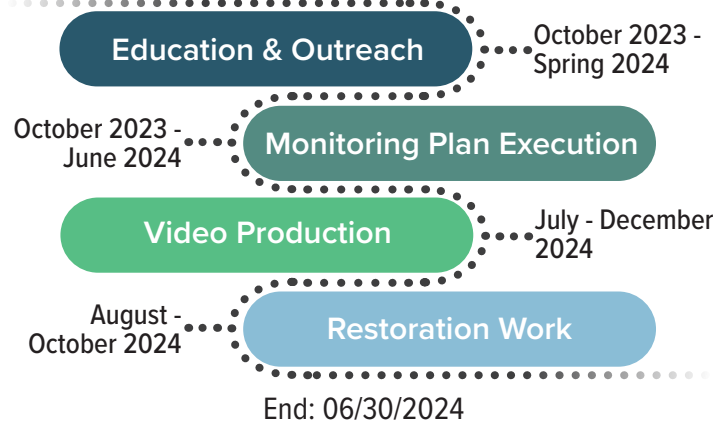 Education & Outreach
October 2023 -
Spring 2024
October 2023 -
June 2024
Monitoring Plan Execution
Video Production
July - December
2024
August -
October 2024
Restoration Work
End: 06/30/2024